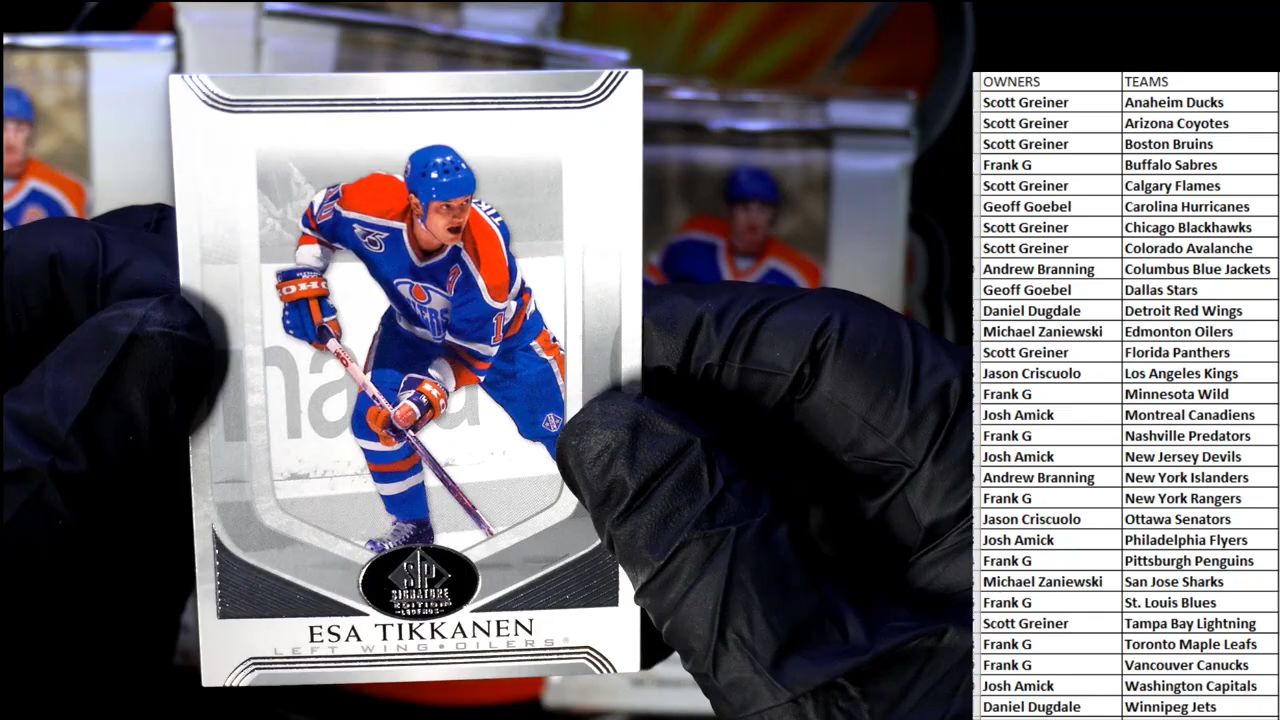 SP
SIGNATURE
EDITION
-LEGENDS-
ESA TIKKANEN
LEFT WING•OILERS®
OWNERS TEAMS
Scott Greiner Anaheim Ducks
Scott Greiner Arizona Coyotes
Scott Greiner Boston Bruins
Frank G Buffalo Sabres
Scott Greiner Calgary Flames
Geoff Goebel Carolina Hurricanes
Scott Greiner Chicago Blackhawks
Scott Greiner Colorado Avalanche
Andrew Branning Columbus Blue Jackets
Geoff Goebel Dallas Stars
Daniel Dugdale Detroit Red Wings
Michael Zaniewski Edmonton Oilers
Scott Greiner Florida Panthers
Jason Criscuolo Los Angeles Kings
Frank G Minnesota Wild
Josh Amick Montreal Canadiens
Frank G Nashville Predators
Josh Amick New Jersey Devils
Andrew Branning New York Islanders
Frank G New York Rangers
Jason Criscuolo Ottawa Senators
Josh Amick Philadelphia Flyers
Frank G Pittsburgh Penguins
Michael Zaniewski San Jose Sharks
Frank G St. Louis Blues
Scott Greiner Tampa Bay Lightning
Frank G Toronto Maple Leafs
Frank G Vancouver Canucks
Josh Amick Washington Capitals
Daniel Dugdale Winnipeg Jets